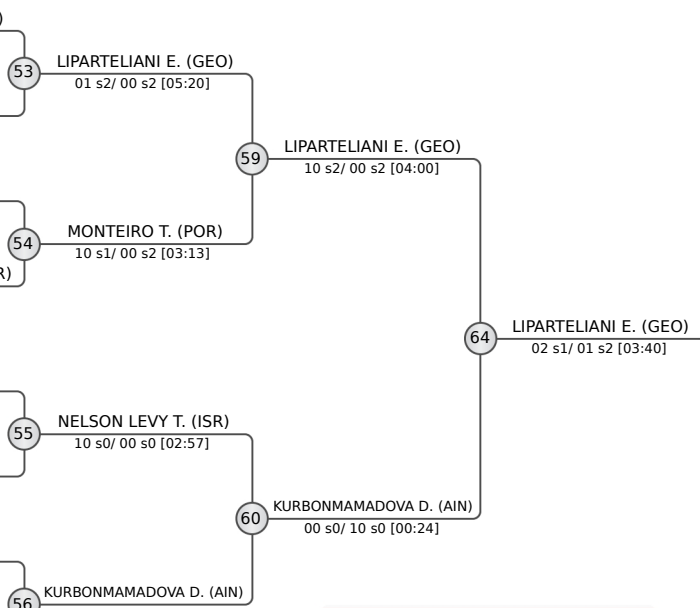 )
53
LIPARTELIANI E. (GEO)
01 s2/ 00 s2 [05:20]
59
LIPARTELIANI E. (GEO)
10 s2/ 00 s2 [04:00]
54
MONTEIRO T. (POR)
10 s1/ 00 s2 [03:13]
R)
64
LIPARTELIANI E. (GEO)
02 s1/ 01 s2 [03:40]
55
NELSON LEVY T. (ISR)
10 s0/ 00 s0 [02:57]
60
KURBONMAMADOVA D. (AIN)
00 s0/ 10 s0 [00:24]
56
KURBONMAMADOVA D. (AIN)